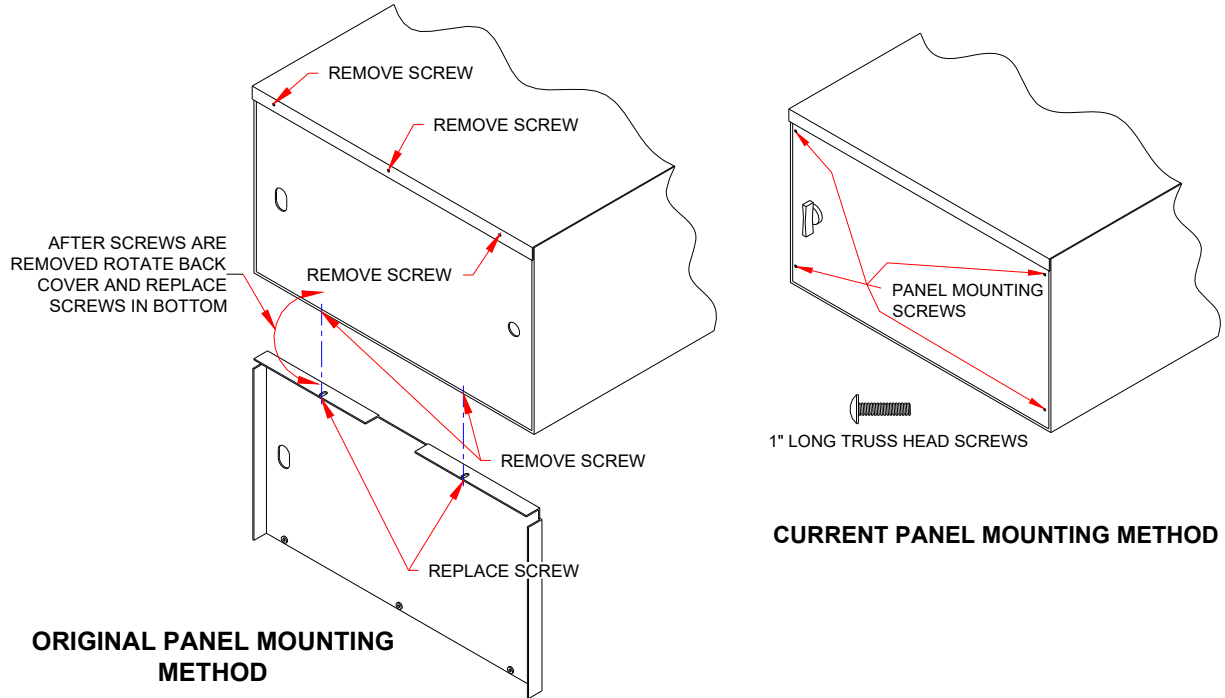 REMOVE SCREW
REMOVE SCREW
REMOVE SCREW
AFTER SCREWS ARE
REMOVED ROTATE BACK
COVER AND REPLACE
SCREWS IN BOTTOM
REMOVE SCREW
REPLACE SCREW
ORIGINAL PANEL MOUNTING
METHOD
PANEL MOUNTING
SCREWS
1" LONG TRUSS HEAD SCREWS
CURRENT PANEL MOUNTING METHOD